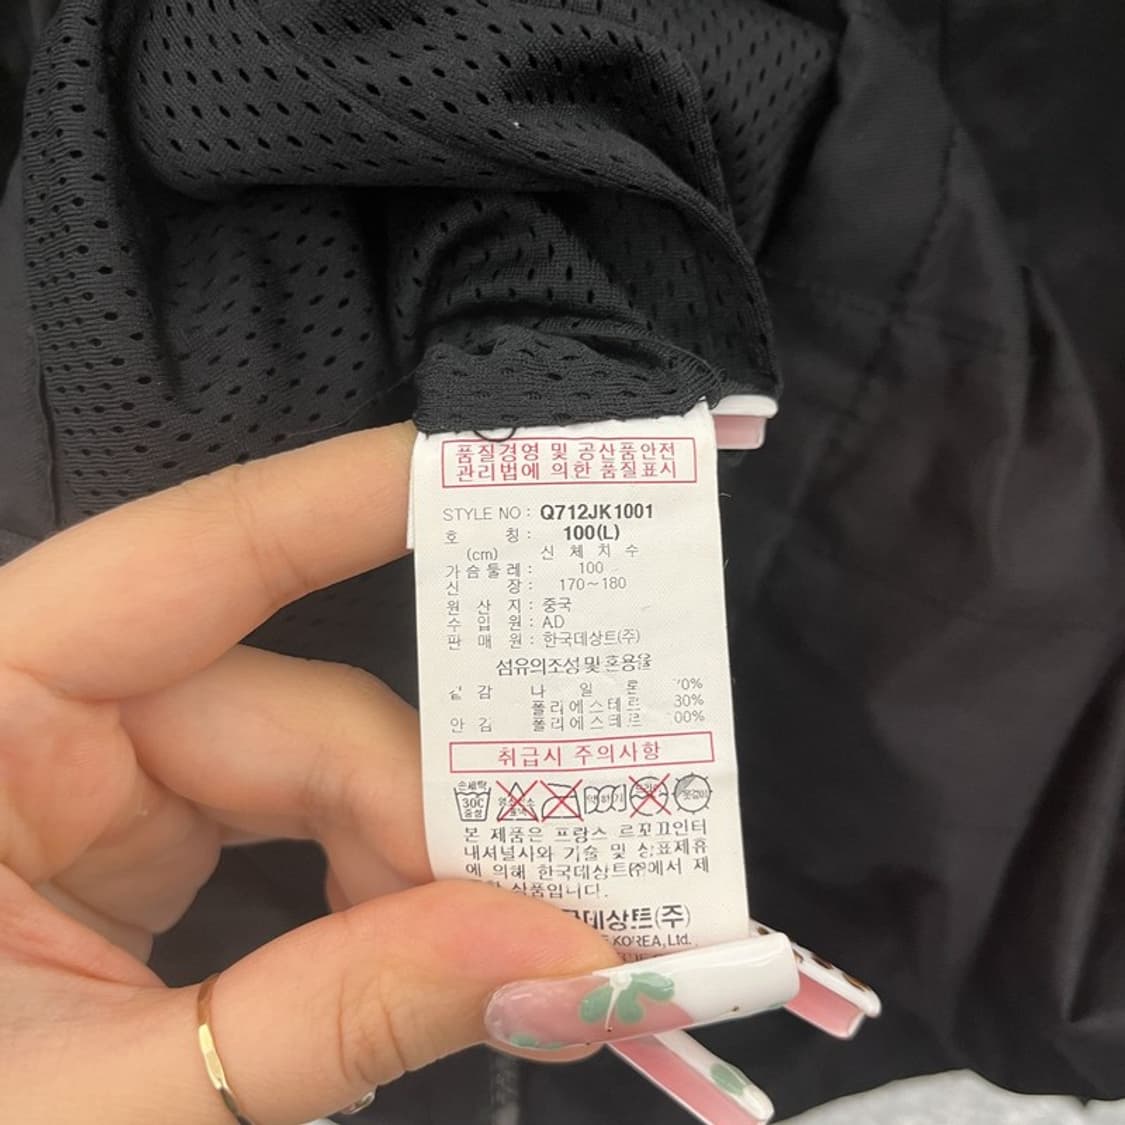 품질경영 및 공산품안전
관리법에 의한 품질표시
STYLE NO : Q712JK1001
호 칭 : 100(L)
(cm) 신 체 치 수
가슴둘레 : 100
신 장 : 170~180
원 산 지 : 중국
수 입 원 : AD
판 매 원 : 한국데상트(주)
섬유의조성및혼용율
겉 감 나 일 론 70%
폴리에스테르 30%
안 감 폴리에스테르 100%
취급시 주의사항
손세탁
30C
중성
본 제품은 프랑스 르꼬끄인터
내셔널사와 기술 및 상표제휴
에 의해 한국데상트(주)에서 제
상품입니다.
데상트(주)
KOREA, Ltd.